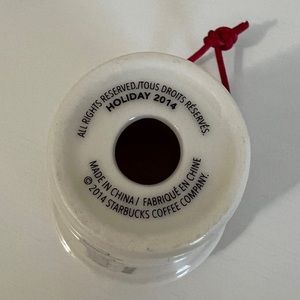 ALL RIGHTS RESERVED./TOUS DROITS RÉSERVÉS.
HOLIDAY 2014
MADE IN CHINA / FABRIQUÉ EN CHINE
© 2014 STARBUCKS COFFEE COMPANY.